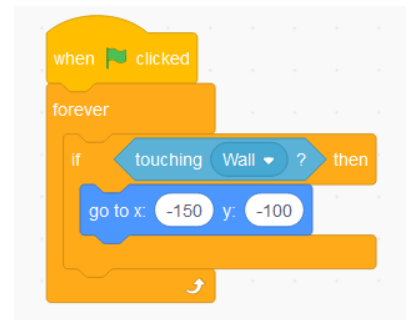 when clicked
forever
if touching Wall ? then
go to x: -150 y: -100